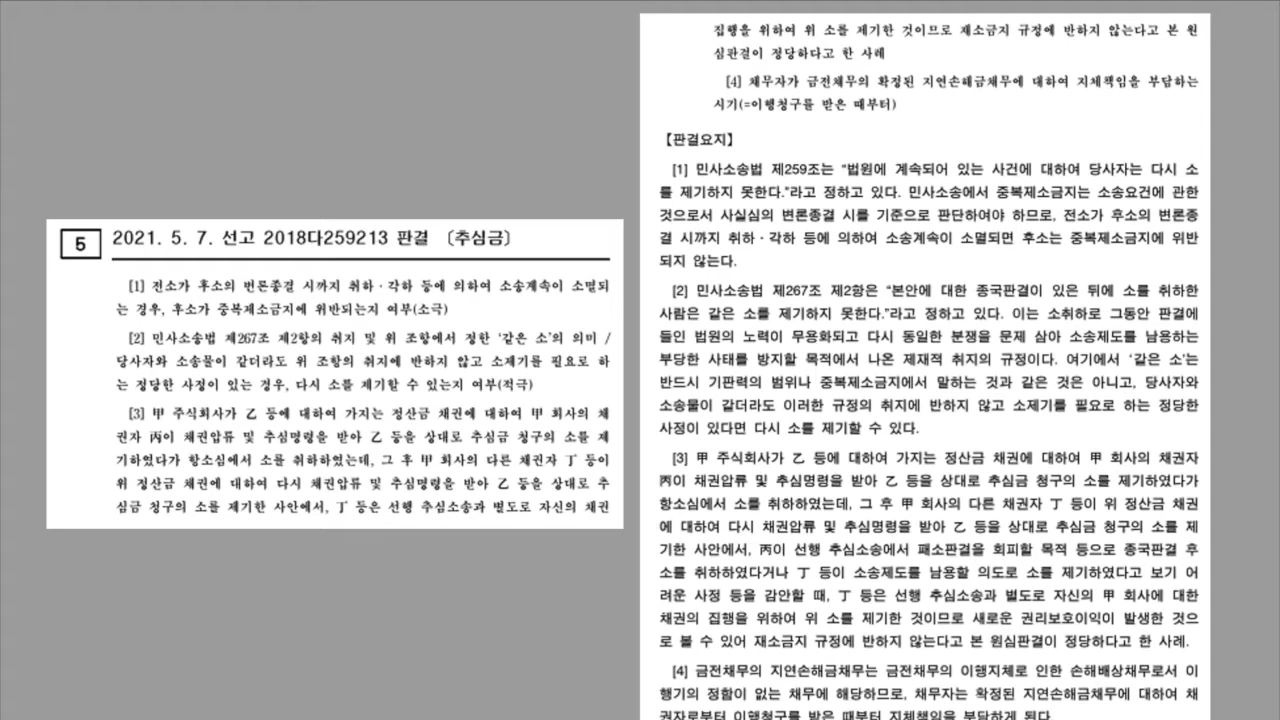 5
2021. 5. 7. 선고 2018다259213 판결 〔추심금〕
[1] 전소가 후소의 변론종결 시까지 취하·각하 등에 의하여 소송계속이 소멸되
는 경우, 후소가 중복제소금지에 위반되는지 여부(소극)
[2] 민사소송법 제267조 제2항의 취지 및 위 조항에서 정한 ‘같은 소’의 의미 /
당사자와 소송물이 같더라도 위 조항의 취지에 반하지 않고 소제기를 필요로 하
는 정당한 사정이 있는 경우, 다시 소를 제기할 수 있는지 여부(적극)
[3] 甲 주식회사가 乙 등에 대하여 가지는 정산금 채권에 대하여 甲 회사의 채
권자 丙이 채권압류 및 추심명령을 받아 乙 등을 상대로 추심금 청구의 소를 제
기하였다가 항소심에서 소를 취하하였는데, 그 후 甲 회사의 다른 채권자 丁 등이
위 정산금 채권에 대하여 다시 채권압류 및 추심명령을 받아 乙 등을 상대로 추
심금 청구의 소를 제기한 사안에서, 丁 등은 선행 추심소송과 별도로 자신의 채권
집행을 위하여 위 소를 제기한 것이므로 재소금지 규정에 반하지 않는다고 본 원
심판결이 정당하다고 한 사례
[4] 채무자가 금전채무의 확정된 지연손해금채무에 대하여 지체책임을 부담하는
시기(=이행청구를 받은 때부터)
【판결요지】
[1] 민사소송법 제259조는 “법원에 계속되어 있는 사건에 대하여 당사자는 다시 소
를 제기하지 못한다.”라고 정하고 있다. 민사소송에서 중복제소금지는 소송요건에 관한
것으로서 사실심의 변론종결 시를 기준으로 판단하여야 하므로, 전소가 후소의 변론종
결 시까지 취하·각하 등에 의하여 소송계속이 소멸되면 후소는 중복제소금지에 위반
되지 않는다.
[2] 민사소송법 제267조 제2항은 “본안에 대한 종국판결이 있은 뒤에 소를 취하한
사람은 같은 소를 제기하지 못한다.”라고 정하고 있다. 이는 소취하로 그동안 판결에
들인 법원의 노력이 무용화되고 다시 동일한 분쟁을 문제 삼아 소송제도를 남용하는
부당한 사태를 방지할 목적에서 나온 제재적 취지의 규정이다. 여기에서 ‘같은 소’는
반드시 기판력의 범위나 중복제소금지에서 말하는 것과 같은 것은 아니고, 당사자와
소송물이 같더라도 이러한 규정의 취지에 반하지 않고 소제기를 필요로 하는 정당한
사정이 있다면 다시 소를 제기할 수 있다.
[3] 甲 주식회사가 乙 등에 대하여 가지는 정산금 채권에 대하여 甲 회사의 채권자
丙이 채권압류 및 추심명령을 받아 乙 등을 상대로 추심금 청구의 소를 제기하였다가
항소심에서 소를 취하하였는데, 그 후 甲 회사의 다른 채권자 丁 등이 위 정산금 채권
에 대하여 다시 채권압류 및 추심명령을 받아 乙 등을 상대로 추심금 청구의 소를 제
기한 사안에서, 丙이 선행 추심소송에서 패소판결을 회피할 목적 등으로 종국판결 후
소를 취하하였다거나 丁 등이 소송제도를 남용할 의도로 소를 제기하였다고 보기 어
려운 사정 등을 감안할 때, 丁 등은 선행 추심소송과 별도로 자신의 甲 회사에 대한
채권의 집행을 위하여 위 소를 제기한 것이므로 새로운 권리보호이익이 발생한 것으
로 볼 수 있어 재소금지 규정에 반하지 않는다고 본 원심판결이 정당하다고 한 사례.
[4] 금전채무의 지연손해금채무는 금전채무의 이행지체로 인한 손해배상채무로서 이
행기의 정함이 없는 채무에 해당하므로, 채무자는 확정된 지연손해금채무에 대하여 채
권자로부터 이행청구를 받은 때부터 지체책임을 부담하게 된다.